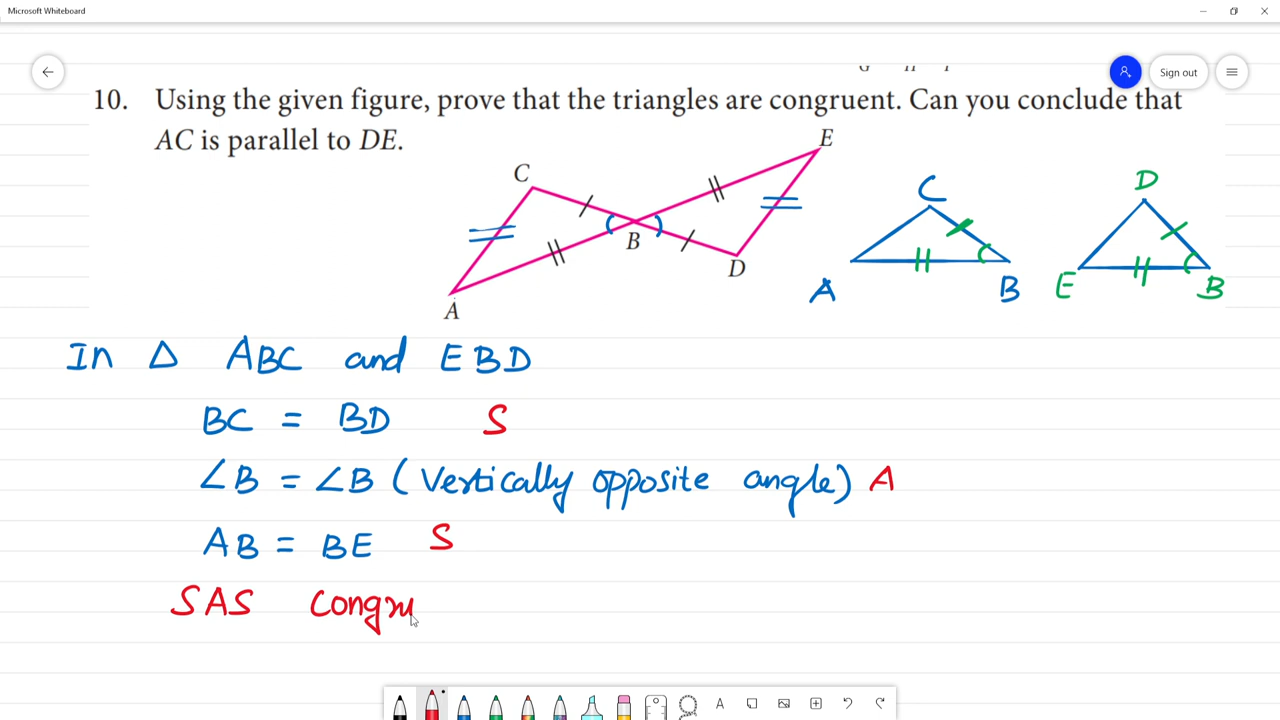 Microsoft Whiteboard
Sign out
10. Using the given figure, prove that the triangles are congruent. Can you conclude that
AC is parallel to DE.
C
E
B
D
A
C
A
B
D
E
B
In Δ ABC and EBD
BC = BD S
∠B = ∠B (Vertically opposite angle) A
AB = BE S
SAS Congru
A